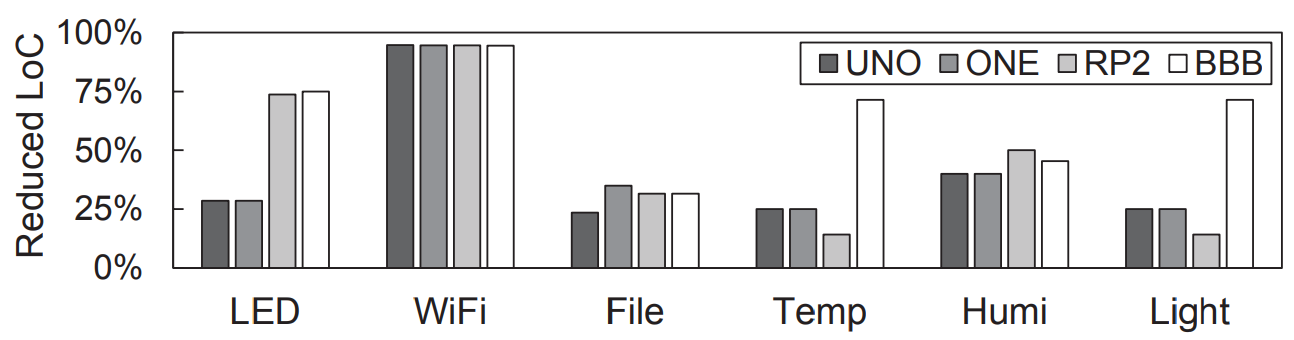 Reduced LoC
100%
75%
50%
25%
0%
UNO ONE RP2 BBB
LED WiFi File Temp Humi Light